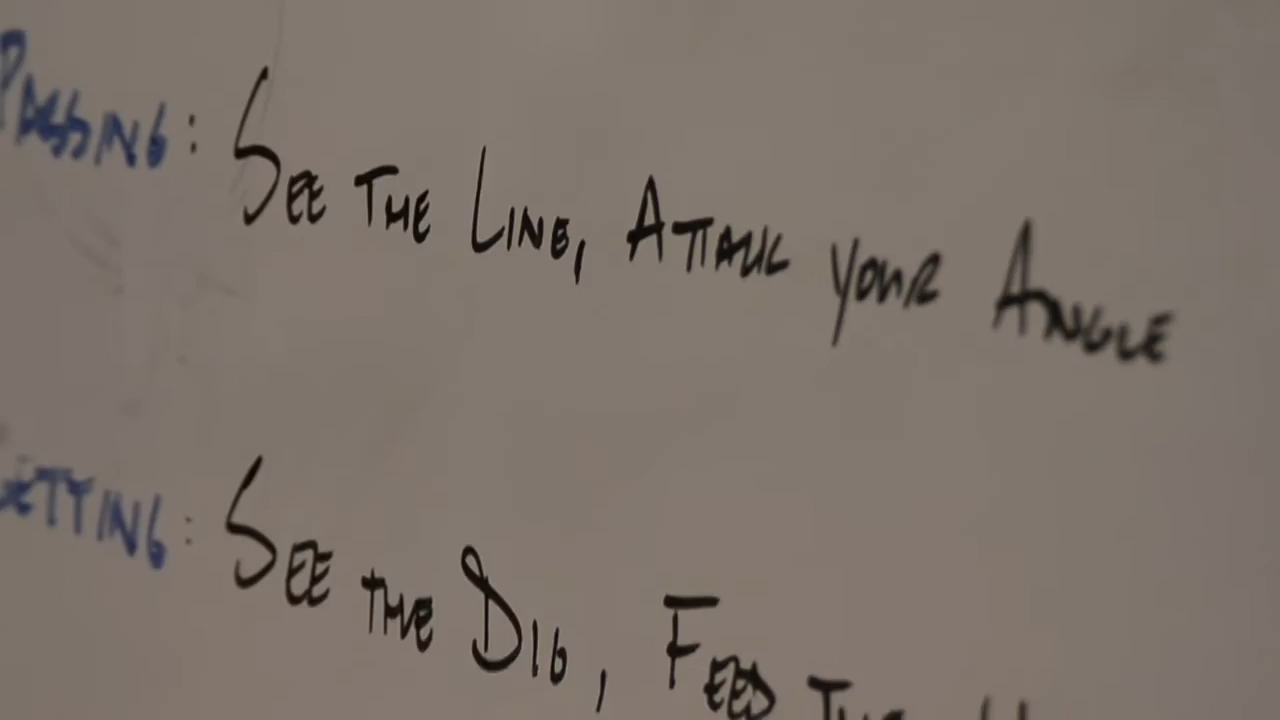 PASSING: SEE THE LINE, ATTACK YOUR ANGLE
SETTING: SEE THE DIG, FEED THE